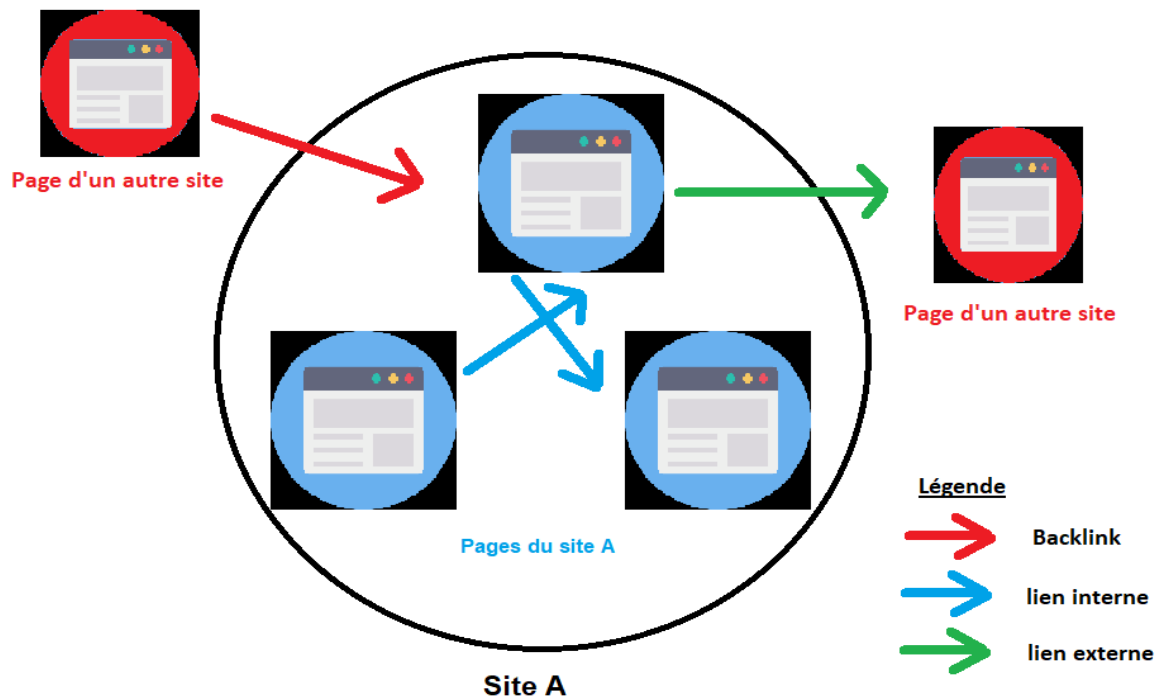 Page d'un autre site
Page d'un autre site
Pages du site A
Site A
Légende
Backlink
lien interne
lien externe